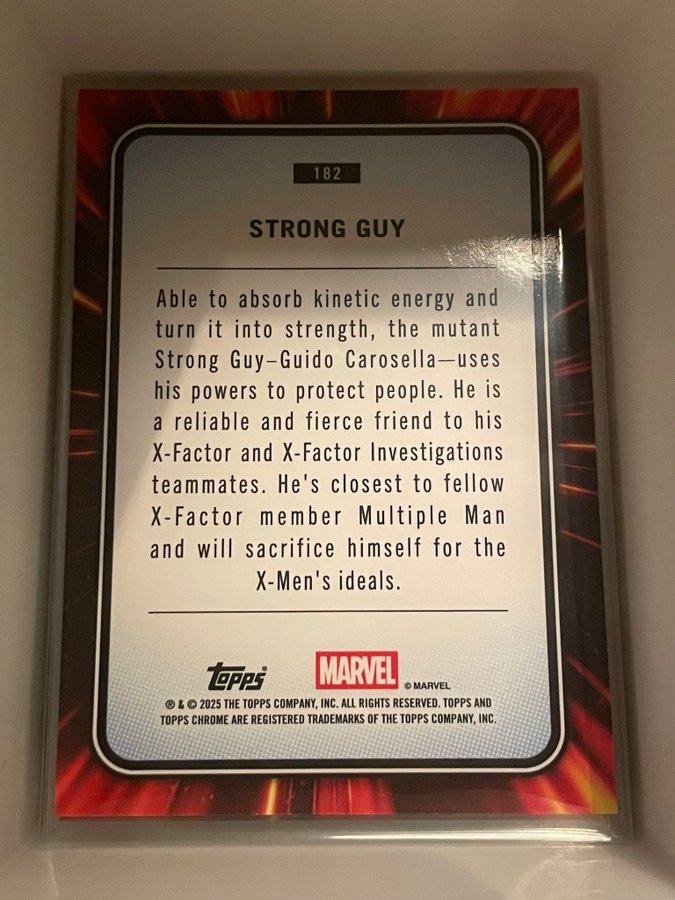 182
STRONG GUY
Able to absorb kinetic energy and
turn it into strength, the mutant
Strong Guy–Guido Carosella—uses
his powers to protect people. He is
a reliable and fierce friend to his
X-Factor and X-Factor Investigations
teammates. He's closest to fellow
X-Factor member Multiple Man
and will sacrifice himself for the
X-Men's ideals.
Topps® MARVEL © MARVEL
® & © 2025 THE TOPPS COMPANY, INC. ALL RIGHTS RESERVED. TOPPS AND
TOPPS CHROME ARE REGISTERED TRADEMARKS OF THE TOPPS COMPANY, INC.